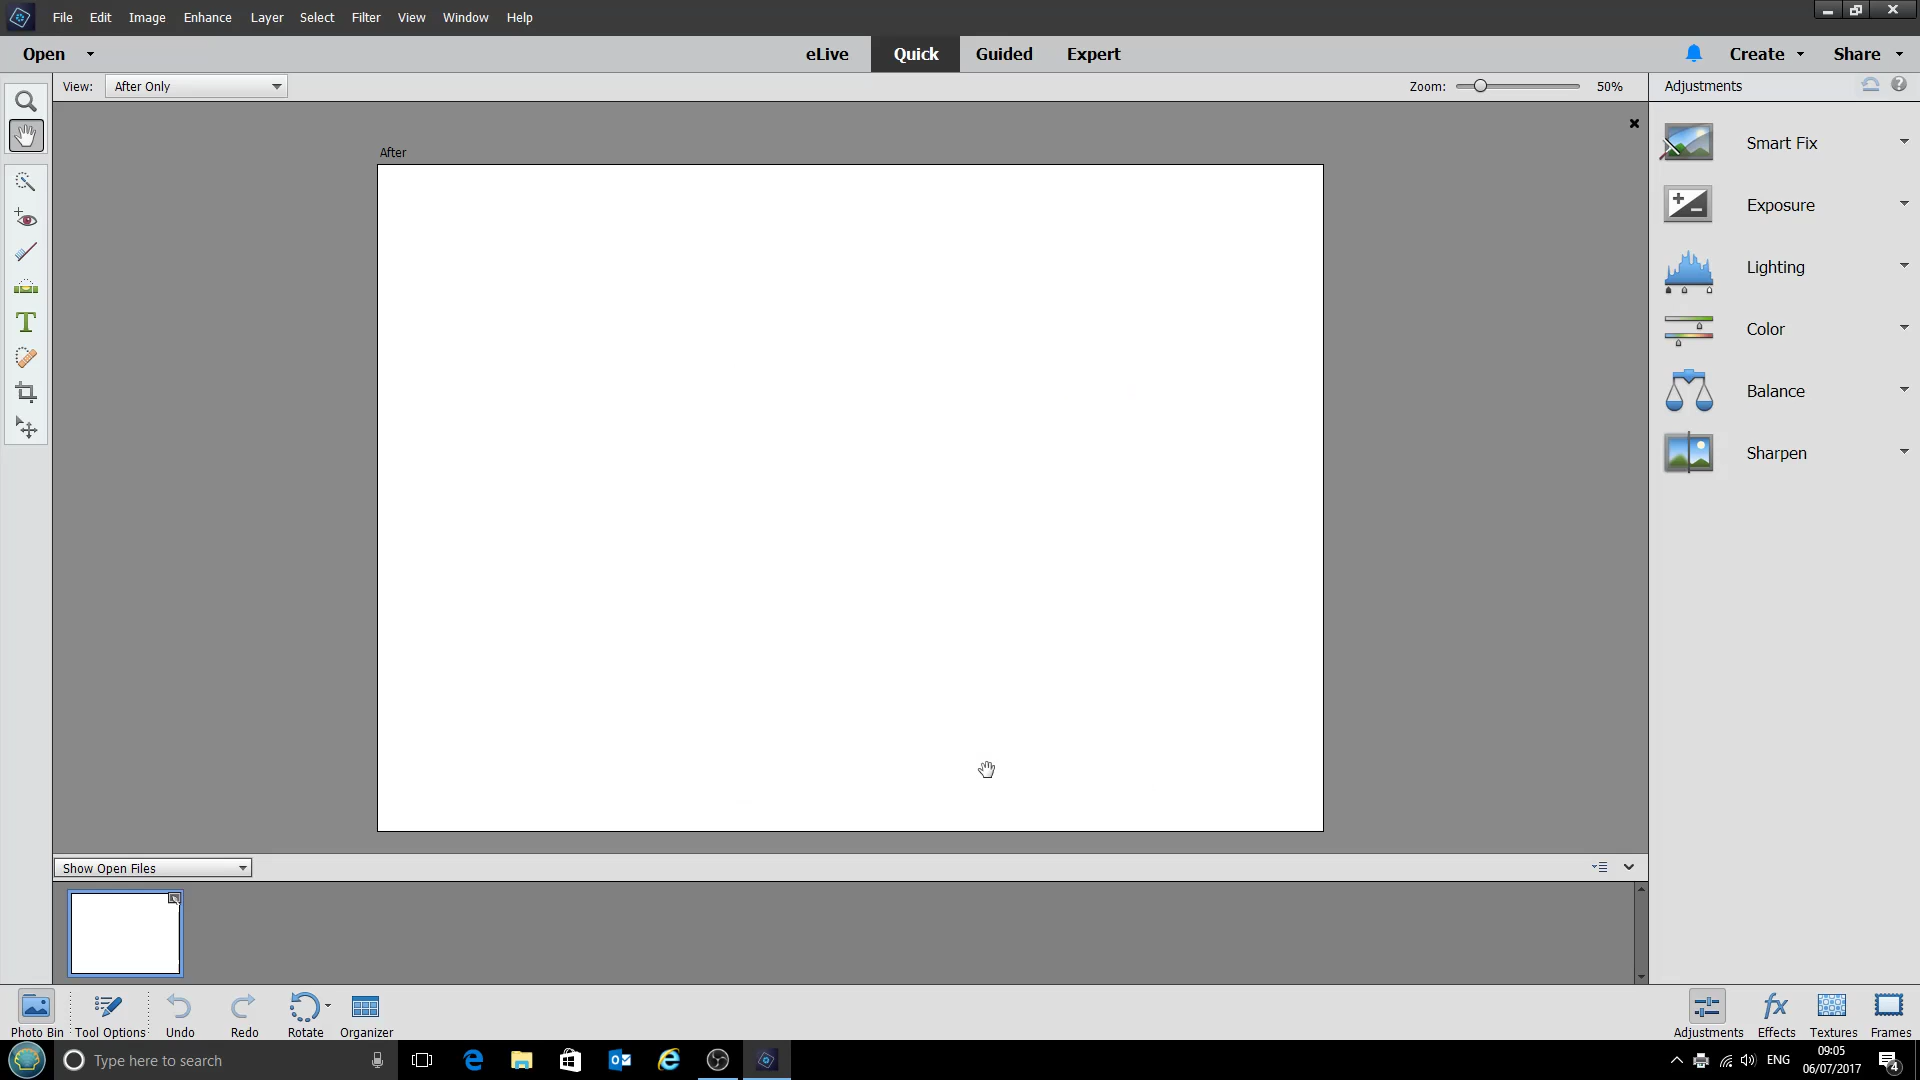 File Edit Image Enhance Layer Select Filter View Window Help
Open eLive Quick Guided Expert Create Share
View: After Only Zoom: 50% Adjustments
After
Smart Fix
Exposure
Lighting
Color
Balance
Sharpen
T
Show Open Files
fx
Photo Bin Tool Options Undo Redo Rotate Organizer Adjustments Effects Textures Frames
Type here to search ENG 09:05
06/07/2017 4